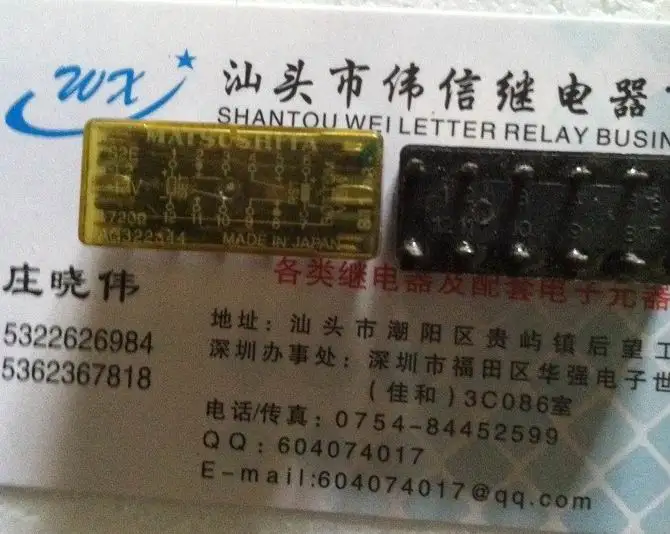 WX
汕头市伟信继电器
SHANTOU WEI LETTER RELAY BUSIN
MATSUSHITA
AG322344
MADE IN JAPAN
各类继电器及配套电子元器
庄晓伟
5322626984
5362367818
地址：汕头市潮阳区贵屿镇后望工
深圳办事处：深圳市福田区华强电子世
(佳和)3C086室
电话/传真：0754-84452599
QQ：604074017
E-mail:604074017@qq.com